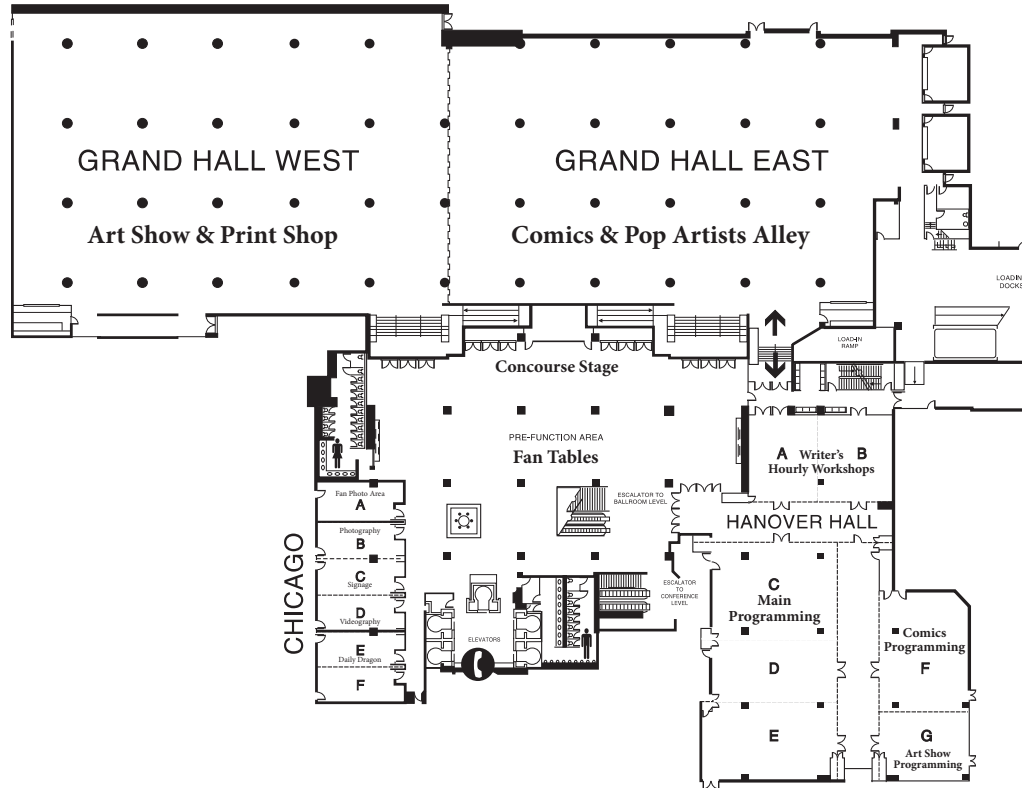 GRAND HALL WEST
Art Show & Print Shop
GRAND HALL EAST
Comics & Pop Artists Alley
LOADING
LOAD-IN
RAMP
Concourse Stage
PRE-FUNCTION AREA
Fan Tables
ESCALATOR TO
BALLROOM LEVEL
A Writer's B
Hourly Workshops
HANOVER HALL
CHICAGO
Fan Photo Area
A
Photography
B
C
Signage
D
Videography
E
Daily Dragon
F
ELEVATORS
ESCALATOR
TO
CONFERENCE
LEVEL
C
Main
Programming
D
E
Comics
Programming
F
G
Art Show
Programming